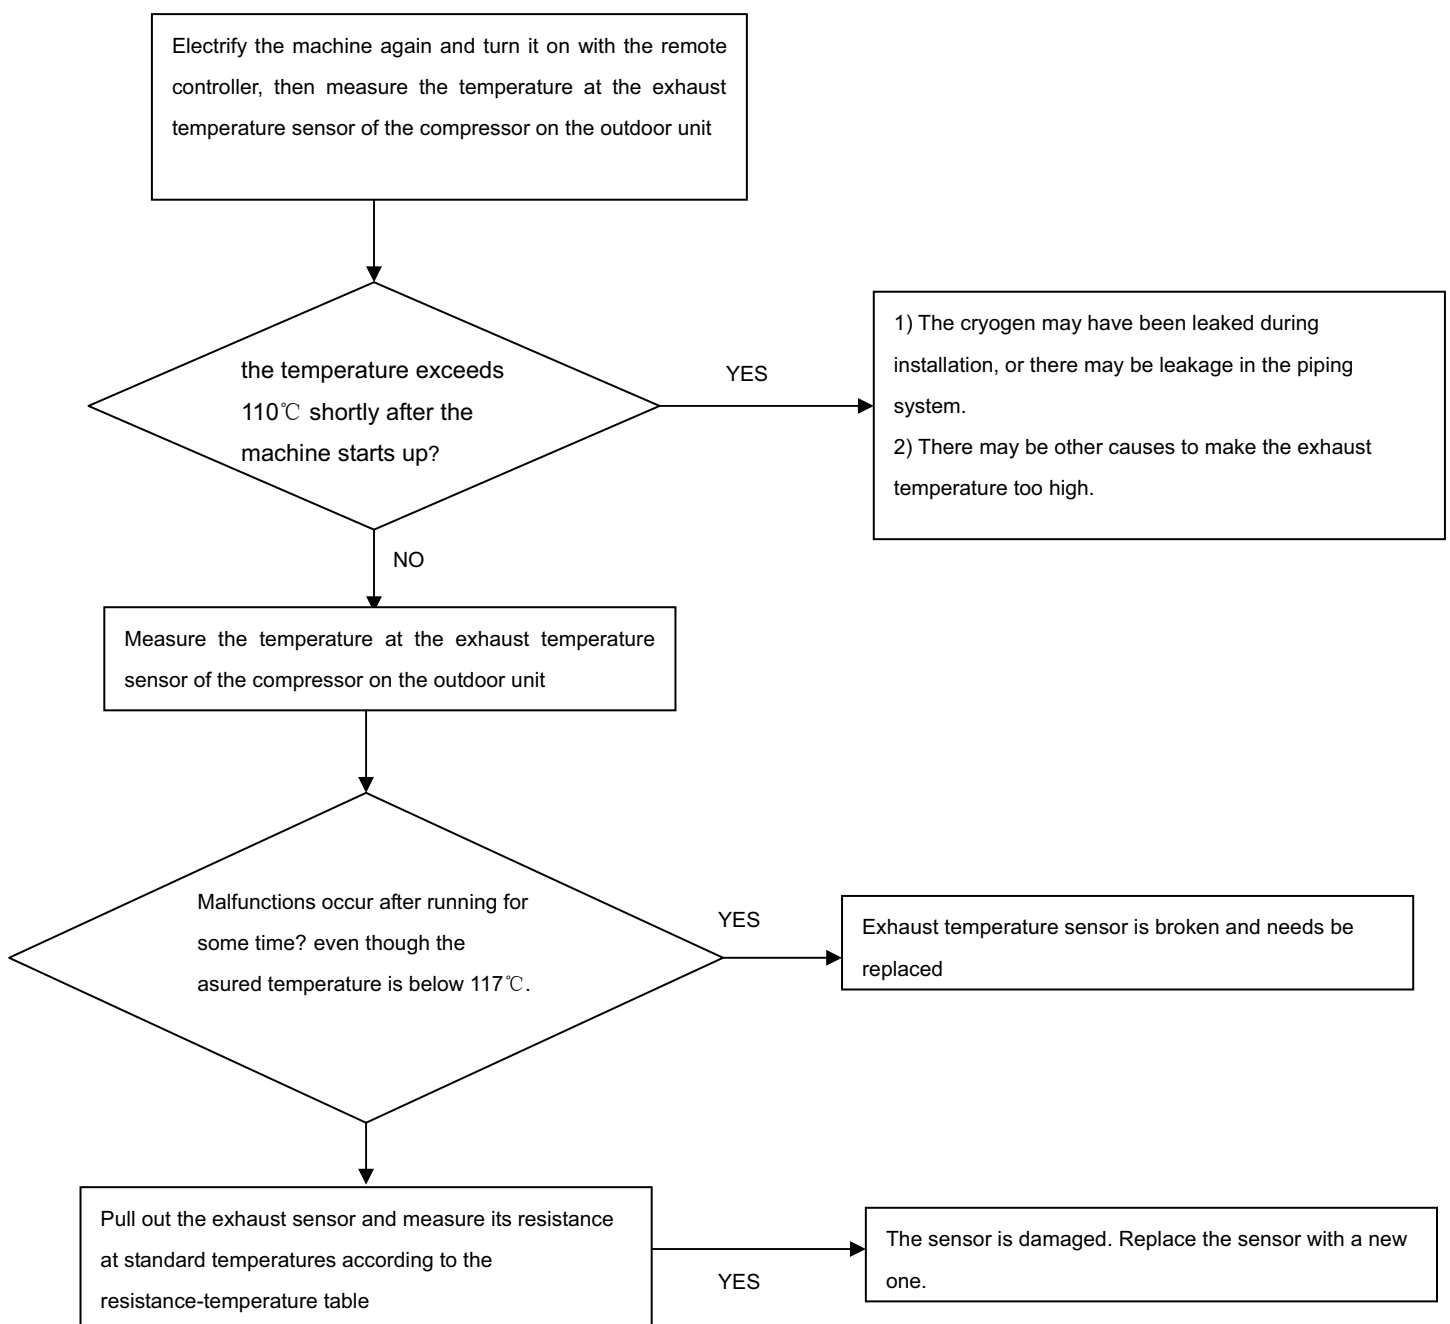 Electrify the machine again and turn it on with the remote
controller, then measure the temperature at the exhaust
temperature sensor of the compressor on the outdoor unit
the temperature exceeds
110℃ shortly after the
machine starts up?
YES
1) The cryogen may have been leaked during
installation, or there may be leakage in the piping
system.
2) There may be other causes to make the exhaust
temperature too high.
NO
Measure the temperature at the exhaust temperature
sensor of the compressor on the outdoor unit
Malfunctions occur after running for
some time? even though the
asured temperature is below 117℃.
YES
Exhaust temperature sensor is broken and needs be
replaced
Pull out the exhaust sensor and measure its resistance
at standard temperatures according to the
resistance-temperature table
YES
The sensor is damaged. Replace the sensor with a new
one.